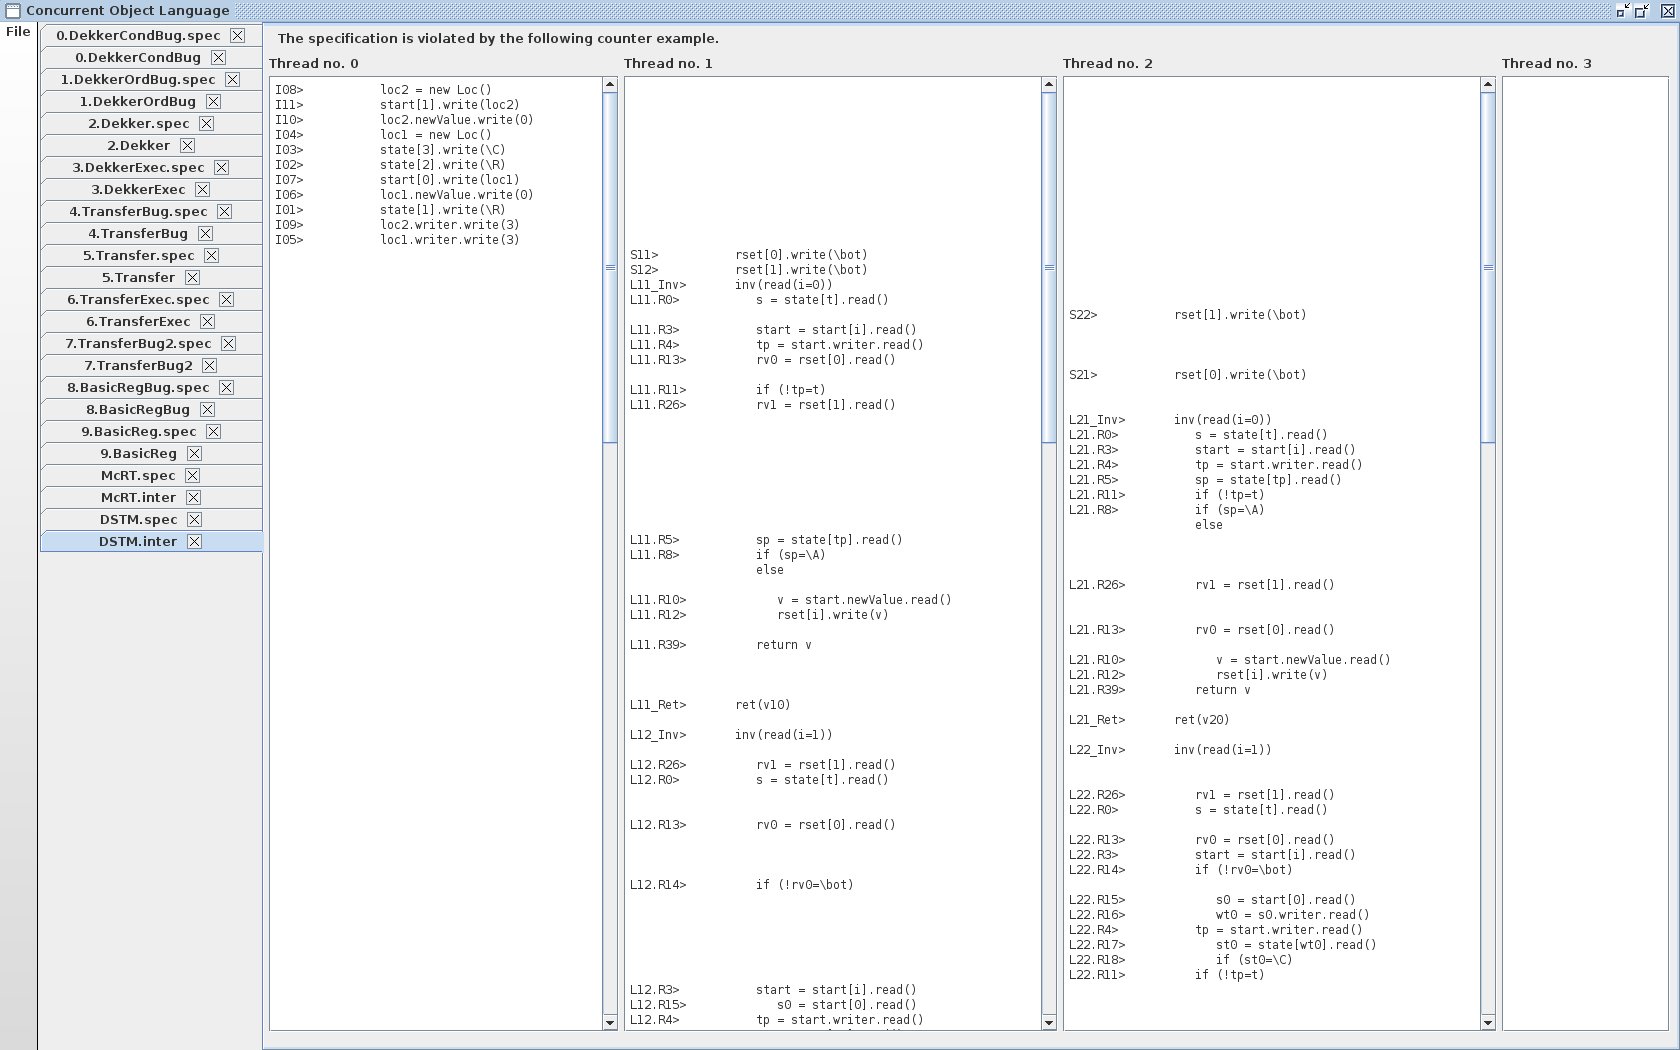 Concurrent Object Language
File
0.DekkerCondBug.spec
0.DekkerCondBug
1.DekkerOrdBug.spec
1.DekkerOrdBug
2.Dekker.spec
2.Dekker
3.DekkerExec.spec
3.DekkerExec
4.TransferBug.spec
4.TransferBug
5.Transfer.spec
5.Transfer
6.TransferExec.spec
6.TransferExec
7.TransferBug2.spec
7.TransferBug2
8.BasicRegBug.spec
8.BasicRegBug
9.BasicReg.spec
9.BasicReg
McRT.spec
McRT.inter
DSTM.spec
DSTM.inter
The specification is violated by the following counter example.
Thread no. 0
I08> loc2 = new Loc()
I11> start[1].write(loc2)
I10> loc2.newValue.write(0)
I04> loc1 = new Loc()
I03> state[3].write(\C)
I02> state[2].write(\R)
I07> start[0].write(loc1)
I06> loc1.newValue.write(0)
I01> state[1].write(\R)
I09> loc2.writer.write(3)
I05> loc1.writer.write(3)
Thread no. 1
S11> rset[0].write(\bot)
S12> rset[1].write(\bot)
L11_Inv> inv(read(i=0))
L11.R0> s = state[t].read()
L11.R3> start = start[i].read()
L11.R4> tp = start.writer.read()
L11.R13> rv0 = rset[0].read()
L11.R11> if (!tp=t)
L11.R26> rv1 = rset[1].read()
L11.R5> sp = state[tp].read()
L11.R8> if (sp=\A)
else
L11.R10> v = start.newValue.read()
L11.R12> rset[i].write(v)
L11.R39> return v
L11_Ret> ret(v10)
L12_Inv> inv(read(i=1))
L12.R26> rv1 = rset[1].read()
L12.R0> s = state[t].read()
L12.R13> rv0 = rset[0].read()
L12.R14> if (!rv0=\bot)
L12.R3> start = start[i].read()
L12.R15> s0 = start[0].read()
L12.R4> tp = start.writer.read()
Thread no. 2
S22> rset[1].write(\bot)
S21> rset[0].write(\bot)
L21_Inv> inv(read(i=0))
L21.R0> s = state[t].read()
L21.R3> start = start[i].read()
L21.R4> tp = start.writer.read()
L21.R5> sp = state[tp].read()
L21.R11> if (!tp=t)
L21.R8> if (sp=\A)
else
L21.R26> rv1 = rset[1].read()
L21.R13> rv0 = rset[0].read()
L21.R10> v = start.newValue.read()
L21.R12> rset[i].write(v)
L21.R39> return v
L21_Ret> ret(v20)
L22_Inv> inv(read(i=1))
L22.R26> rv1 = rset[1].read()
L22.R0> s = state[t].read()
L22.R13> rv0 = rset[0].read()
L22.R3> start = start[i].read()
L22.R14> if (!rv0=\bot)
L22.R15> s0 = start[0].read()
L22.R16> wt0 = s0.writer.read()
L22.R4> tp = start.writer.read()
L22.R17> st0 = state[wt0].read()
L22.R18> if (st0=\C)
L22.R11> if (!tp=t)
Thread no. 3